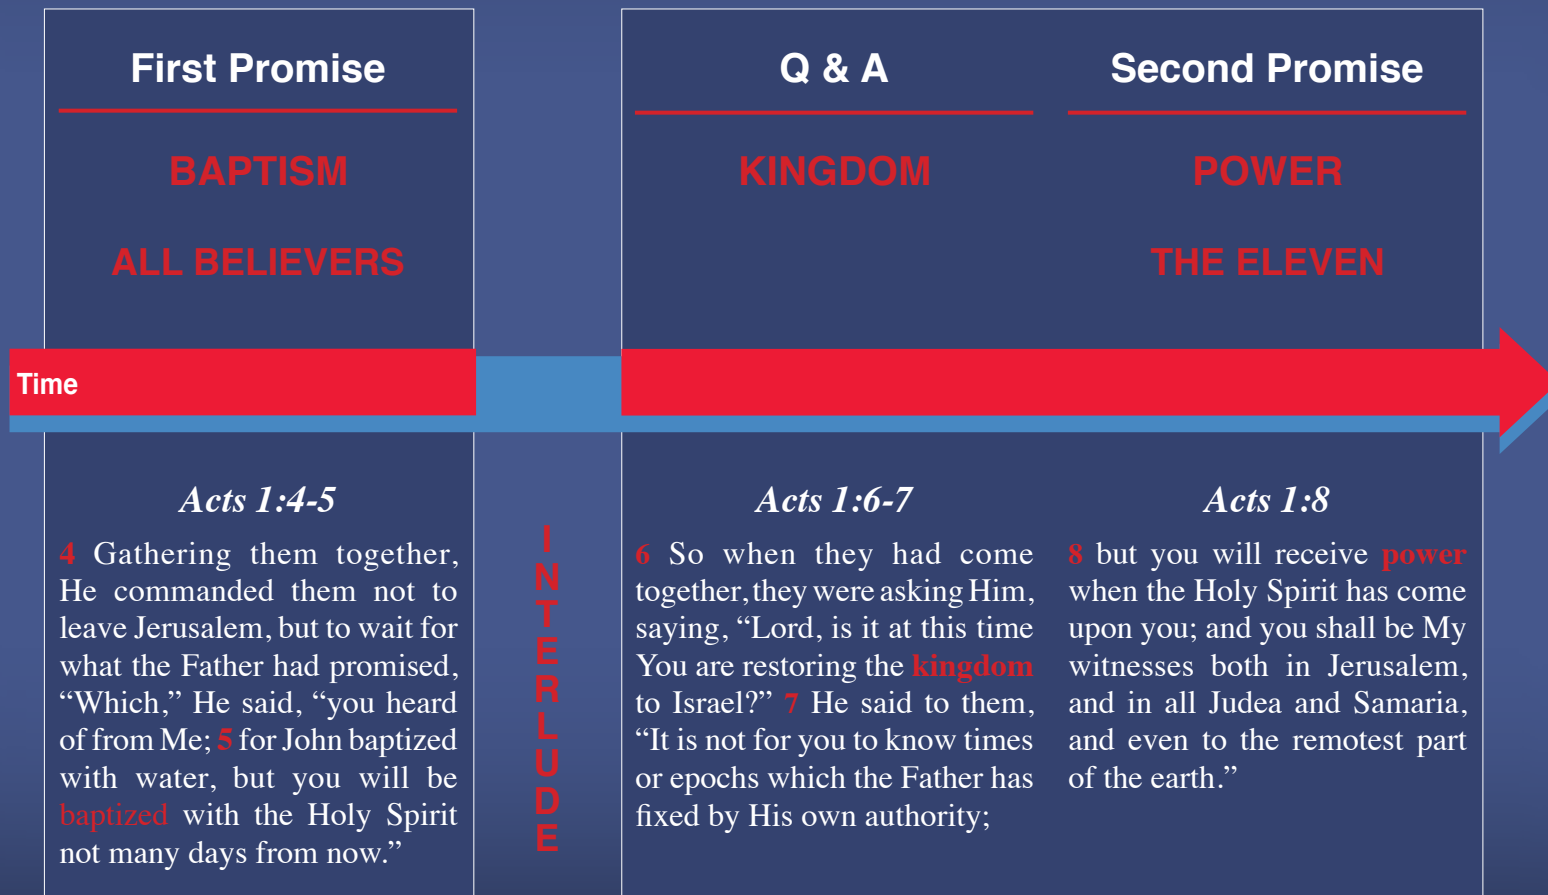 First Promise
BAPTISM
ALL BELIEVERS
Q & A
KINGDOM
Second Promise
POWER
THE ELEVEN
Time
Acts 1:4-5
4 Gathering them together,
He commanded them not to
leave Jerusalem, but to wait for
what the Father had promised,
“Which,” He said, “you heard
of from Me; 5 for John baptized
with water, but you will be
baptized with the Holy Spirit
not many days from now.”
INTERLUDE
Acts 1:6-7
6 So when they had come
together, they were asking Him,
saying, “Lord, is it at this time
You are restoring the kingdom
to Israel?” 7 He said to them,
“It is not for you to know times
or epochs which the Father has
fixed by His own authority;
Acts 1:8
8 but you will receive power
when the Holy Spirit has come
upon you; and you shall be My
witnesses both in Jerusalem,
and in all Judea and Samaria,
and even to the remotest part
of the earth.”